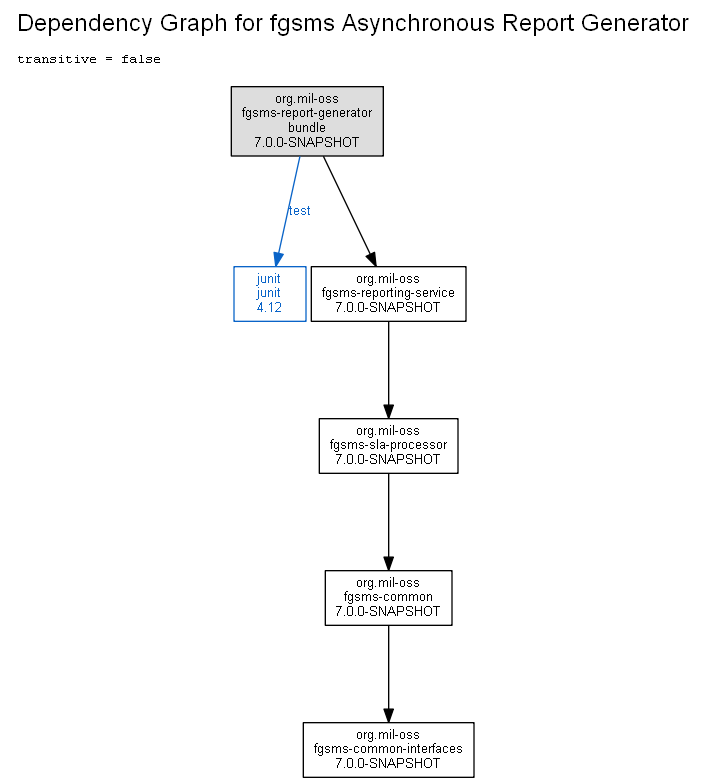 Dependency Graph for fgsms Asynchronous Report Generator
transitive = false
org.mil-oss
fgsms-report-generator
bundle
7.0.0-SNAPSHOT
test
junit
junit
4.12
org.mil-oss
fgsms-reporting-service
7.0.0-SNAPSHOT
org.mil-oss
fgsms-sla-processor
7.0.0-SNAPSHOT
org.mil-oss
fgsms-common
7.0.0-SNAPSHOT
org.mil-oss
fgsms-common-interfaces
7.0.0-SNAPSHOT